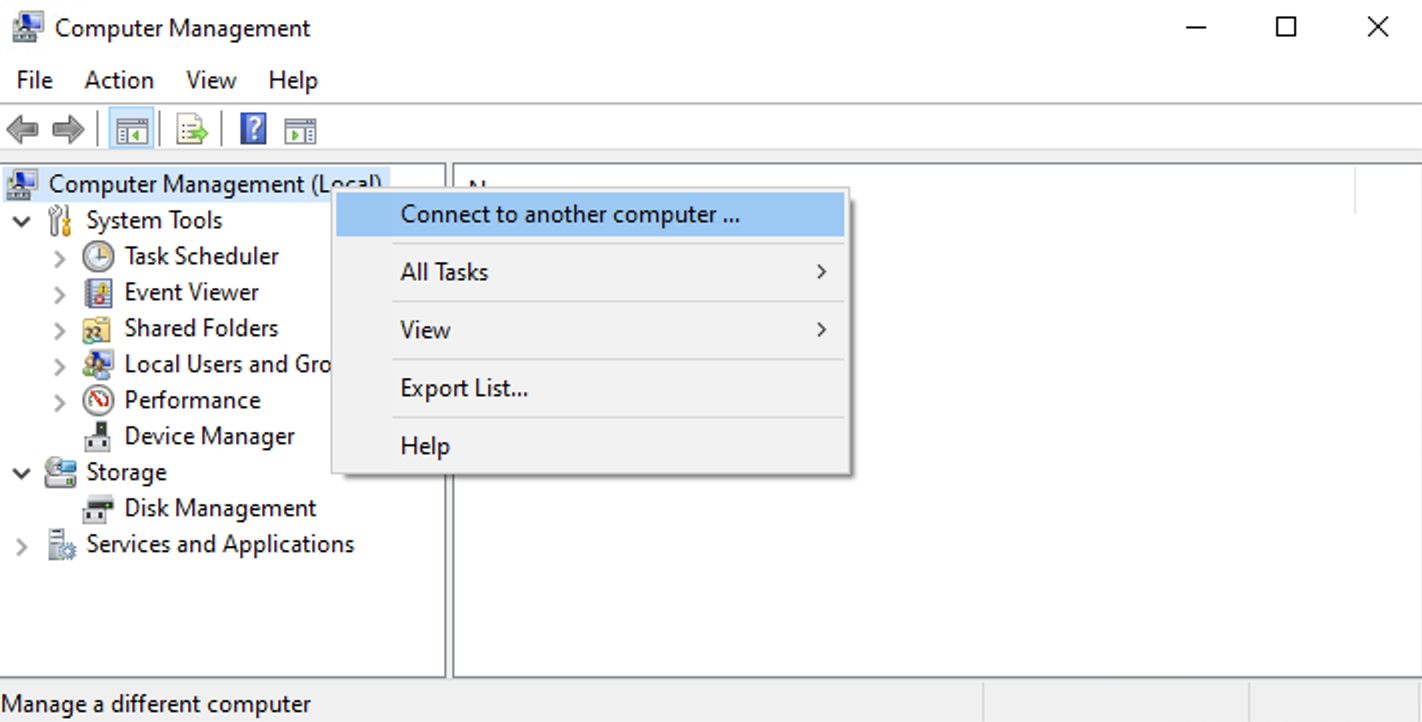 Computer Management
File Action View Help
Computer Management (Local)
System Tools
Task Scheduler
Event Viewer
Shared Folders
Local Users and Gro
Performance
Device Manager
Storage
Disk Management
Services and Applications
Connect to another computer ...
All Tasks
View
Export List...
Help
Manage a different computer